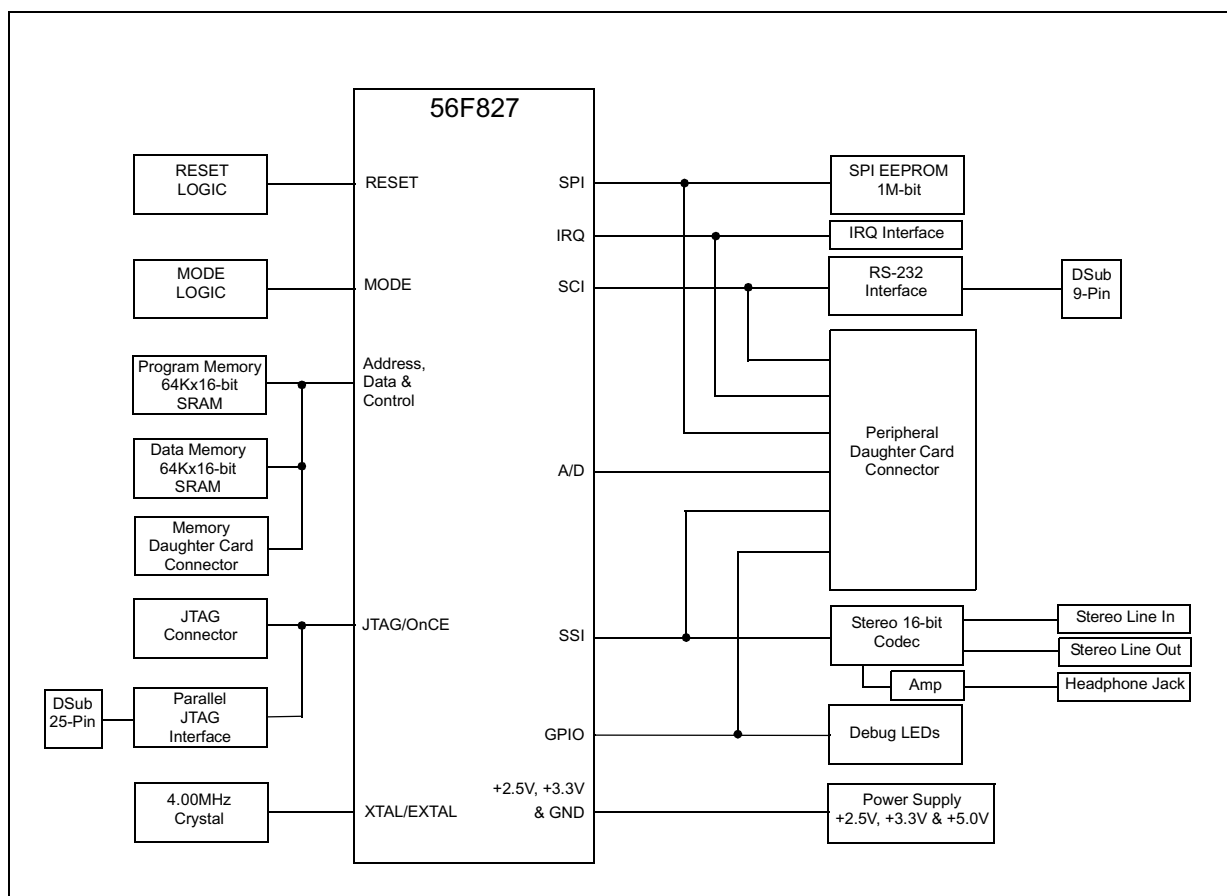 56F827
RESET
LOGIC
RESET
SPI
SPI EEPROM
1M-bit
IRQ
IRQ Interface
MODE
LOGIC
MODE
SCI
RS-232
Interface
DSub
9-Pin
Program Memory
64Kx16-bit
SRAM
Address,
Data &
Control
Data Memory
64Kx16-bit
SRAM
A/D
Peripheral
Daughter Card
Connector
Memory
Daughter Card
Connector
JTAG
Connector
JTAG/OnCE
SSI
Stereo 16-bit
Codec
Stereo Line In
Stereo Line Out
Amp
Headphone Jack
DSub
25-Pin
Parallel
JTAG
Interface
GPIO
Debug LEDs
4.00MHz
Crystal
XTAL/EXTAL
+2.5V, +3.3V
& GND
Power Supply
+2.5V, +3.3V & +5.0V